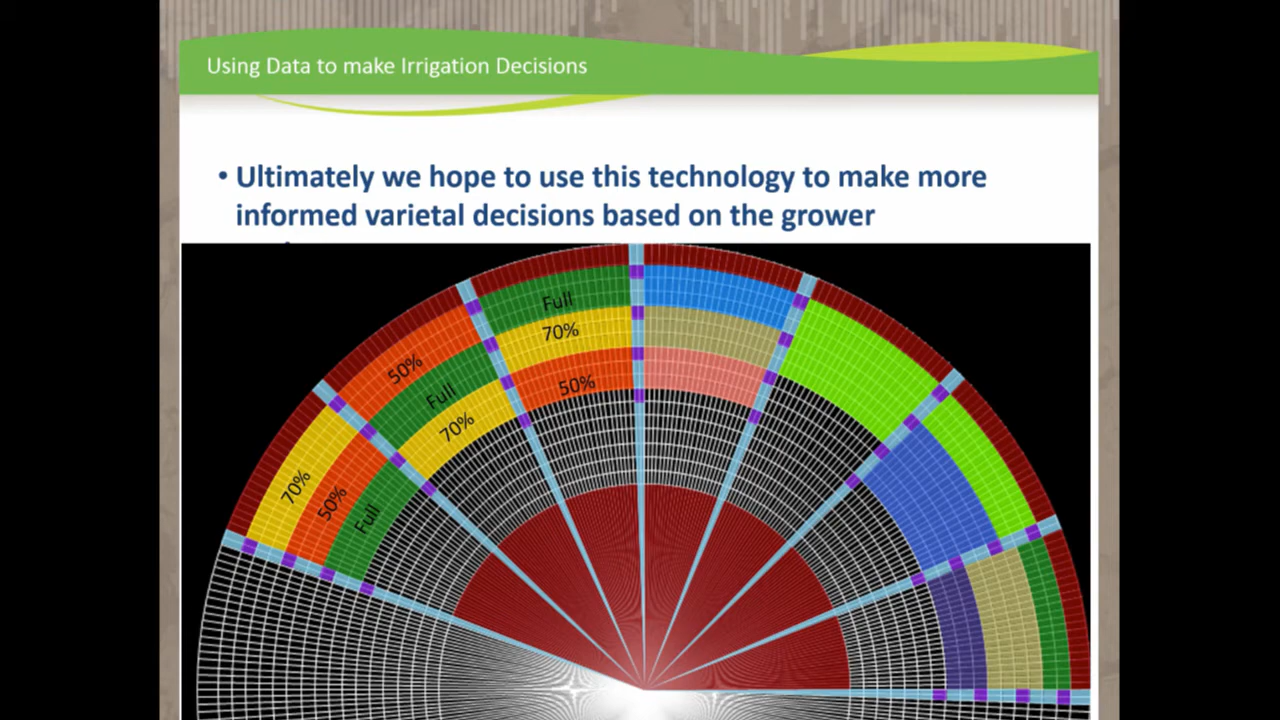 Using Data to make Irrigation Decisions
• Ultimately we hope to use this technology to make more
informed varietal decisions based on the grower
Full
70%
50%
50%
Full
70%
70%
50%
Full